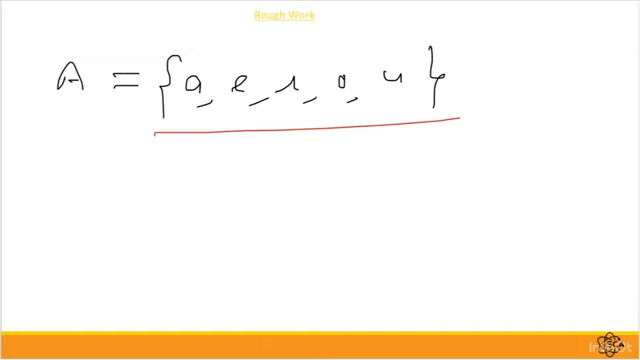 Rough Work
A = {a, e, i, o, u}